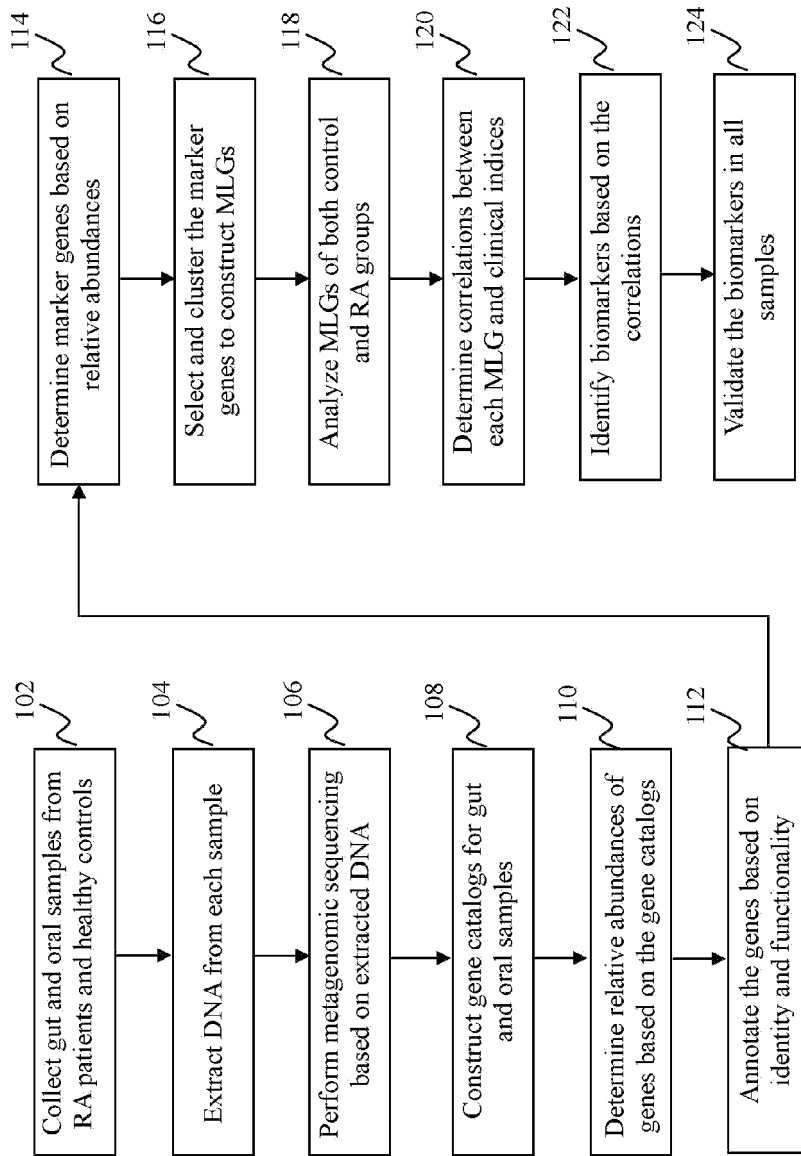 102
Collect gut and oral samples from
RA patients and healthy controls
104
Extract DNA from each sample
106
Perform metagenomic sequencing
based on extracted DNA
108
Construct gene catalogs for gut
and oral samples
110
Determine relative abundances of
genes based on the gene catalogs
112
Annotate the genes based on
identity and functionality
114
Determine marker genes based on
relative abundances
116
Select and cluster the marker
genes to construct MLGs
118
Analyze MLGs of both control
and RA groups
120
Determine correlations between
each MLG and clinical indices
122
Identify biomarkers based on the
correlations
124
Validate the biomarkers in all
samples